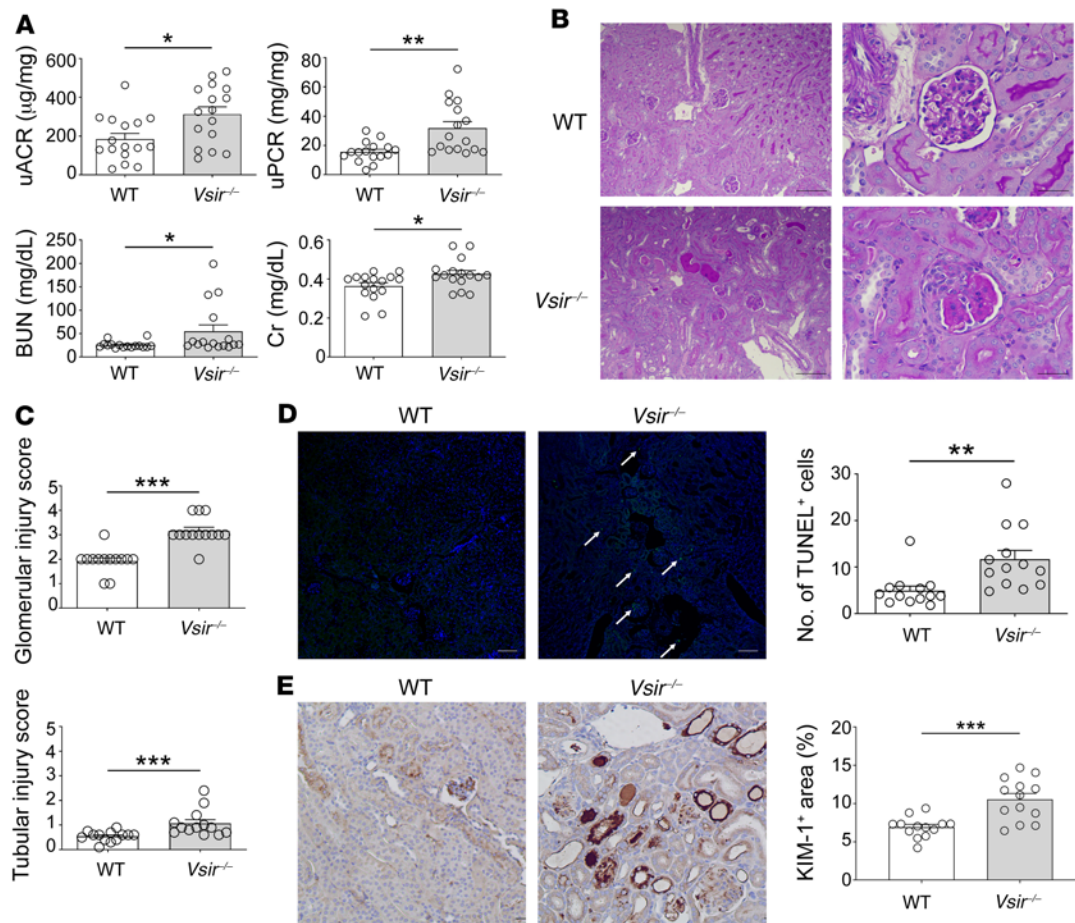 A
uACR (µg/mg)
600
400
200
0
*
WT
Vsir⁻/⁻
uPCR (mg/mg)
80
60
40
20
0
**
WT
Vsir⁻/⁻
BUN (mg/dL)
250
200
150
100
50
0
*
WT
Vsir⁻/⁻
Cr (mg/dL)
0.6
0.4
0.2
0
*
WT
Vsir⁻/⁻
B
WT
Vsir⁻/⁻
C
Glomerular injury score
5
4
3
2
1
0
***
WT
Vsir⁻/⁻
Tubular injury score
5
4
3
2
1
0
***
WT
Vsir⁻/⁻
D
WT
Vsir⁻/⁻
No. of TUNEL⁺ cells
30
20
10
0
**
WT
Vsir⁻/⁻
E
WT
Vsir⁻/⁻
KIM-1⁺ area (%)
20
15
10
5
0
***
WT
Vsir⁻/⁻